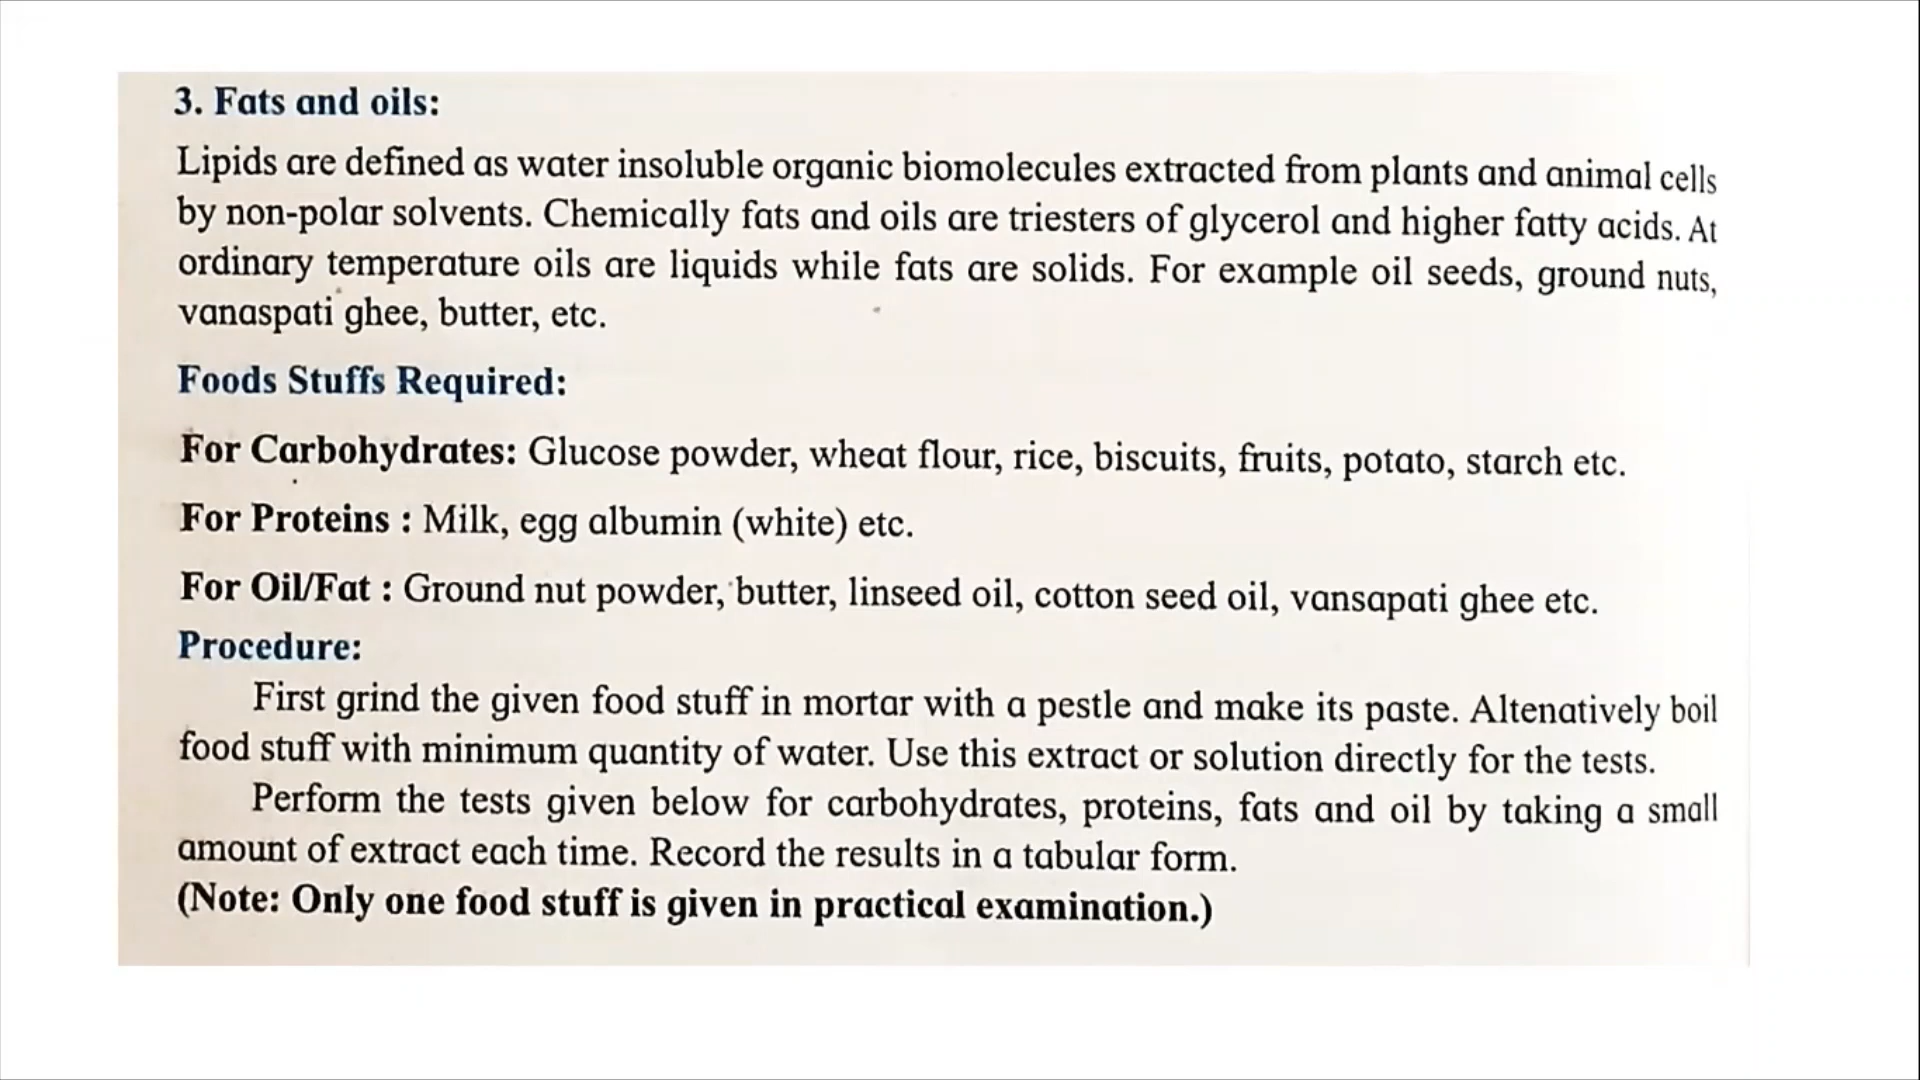 3. Fats and oils:
Lipids are defined as water insoluble organic biomolecules extracted from plants and animal cells
by non-polar solvents. Chemically fats and oils are triesters of glycerol and higher fatty acids. At
ordinary temperature oils are liquids while fats are solids. For example oil seeds, ground nuts,
vanaspati ghee, butter, etc.
Foods Stuffs Required:
For Carbohydrates: Glucose powder, wheat flour, rice, biscuits, fruits, potato, starch etc.
For Proteins : Milk, egg albumin (white) etc.
For Oil/Fat : Ground nut powder, butter, linseed oil, cotton seed oil, vansapati ghee etc.
Procedure:
First grind the given food stuff in mortar with a pestle and make its paste. Altenatively boil
food stuff with minimum quantity of water. Use this extract or solution directly for the tests.
Perform the tests given below for carbohydrates, proteins, fats and oil by taking a small
amount of extract each time. Record the results in a tabular form.
(Note: Only one food stuff is given in practical examination.)